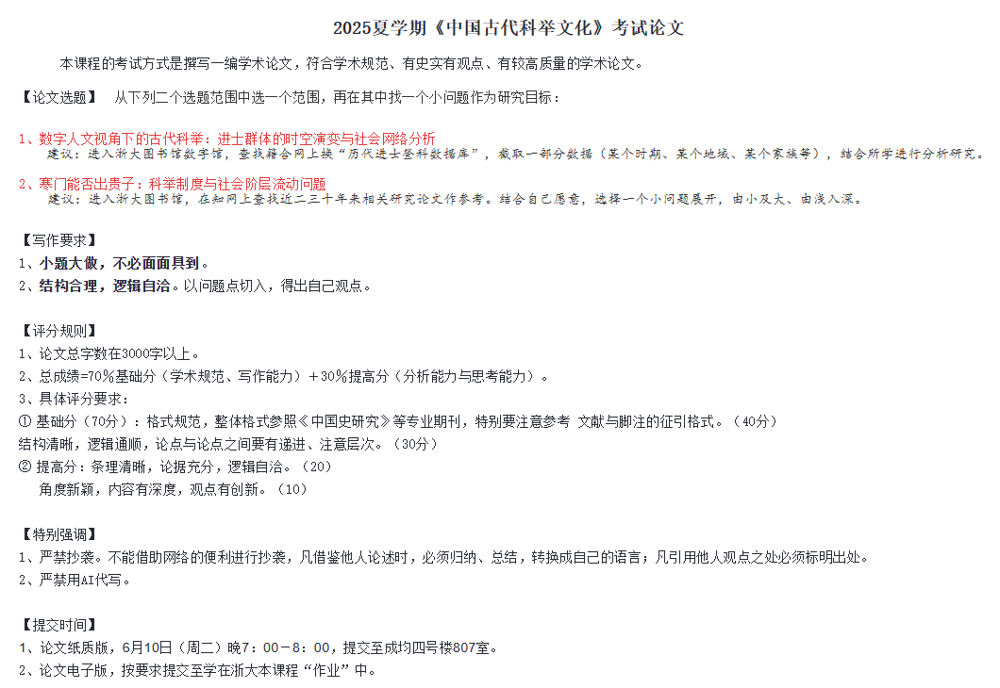 2025夏学期《中国古代科举文化》考试论文
本课程的考试方式是撰写一编学术论文，符合学术规范、有史实有观点、有较高质量的学术论文。
【论文选题】 从下列二个选题范围中选一个范围，再在其中找一个小问题作为研究目标：
1、数字人文视角下的古代科举：进士群体的时空演变与社会网络分析
建议：进入浙大图书馆数字馆，查找籍合网上换“历代进士登科数据库”，截取一部分数据（某个时期、某个地域、某个家族等），结合所学进行分析研究。
2、寒门能否出贵子：科举制度与社会阶层流动问题
建议：进入浙大图书馆，在知网上查找近二三十年来相关研究论文作参考。结合自己愿意，选择一个小问题展开，由小及大、由浅入深。
【写作要求】
1、小题大做，不必面面具到。
2、结构合理，逻辑自洽。以问题点切入，得出自己观点。
【评分规则】
1、论文总字数在3000字以上。
2、总成绩=70%基础分（学术规范、写作能力）＋30%提高分（分析能力与思考能力）。
3、具体评分要求：
① 基础分（70分）：格式规范，整体格式参照《中国史研究》等专业期刊，特别要注意参考 文献与脚注的征引格式。（40分）
结构清晰，逻辑通顺，论点与论点之间要有递进、注意层次。（30分）
② 提高分：条理清晰，论据充分，逻辑自洽。（20）
角度新颖，内容有深度，观点有创新。（10）
【特别强调】
1、严禁抄袭。不能借助网络的便利进行抄袭，凡借鉴他人论述时，必须归纳、总结，转换成自己的语言；凡引用他人观点之处必须标明出处。
2、严禁用AI代写。
【提交时间】
1、论文纸质版，6月10日（周二）晚7：00－8：00，提交至成均四号楼807室。
2、论文电子版，按要求提交至学在浙大本课程“作业”中。